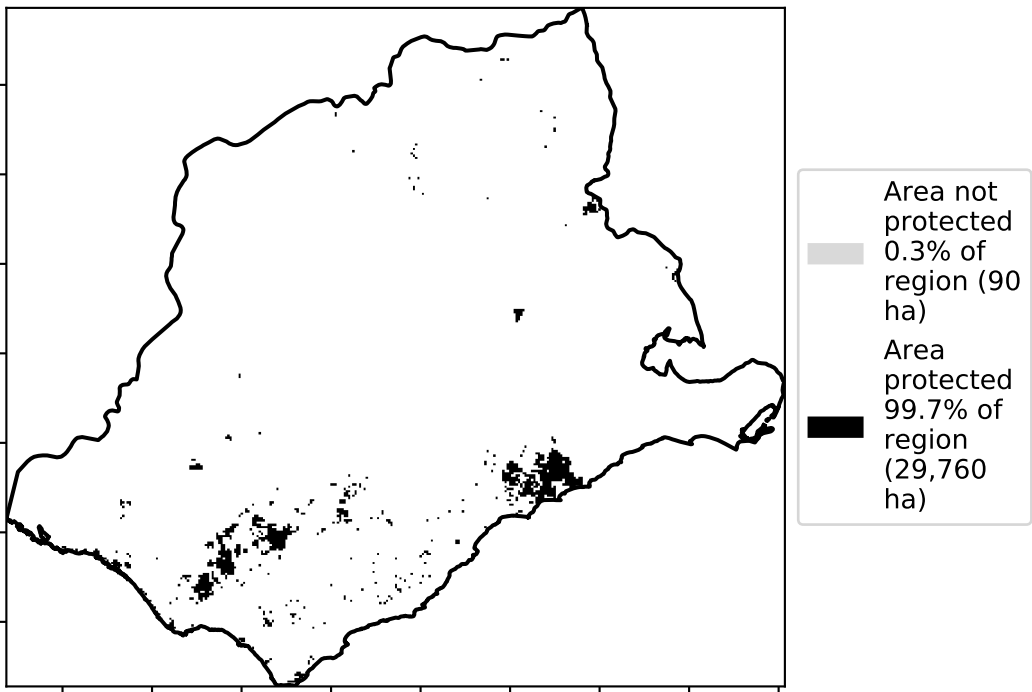 Area not
protected
0.3% of
region (90
ha)
Area
protected
99.7% of
region
(29,760
ha)